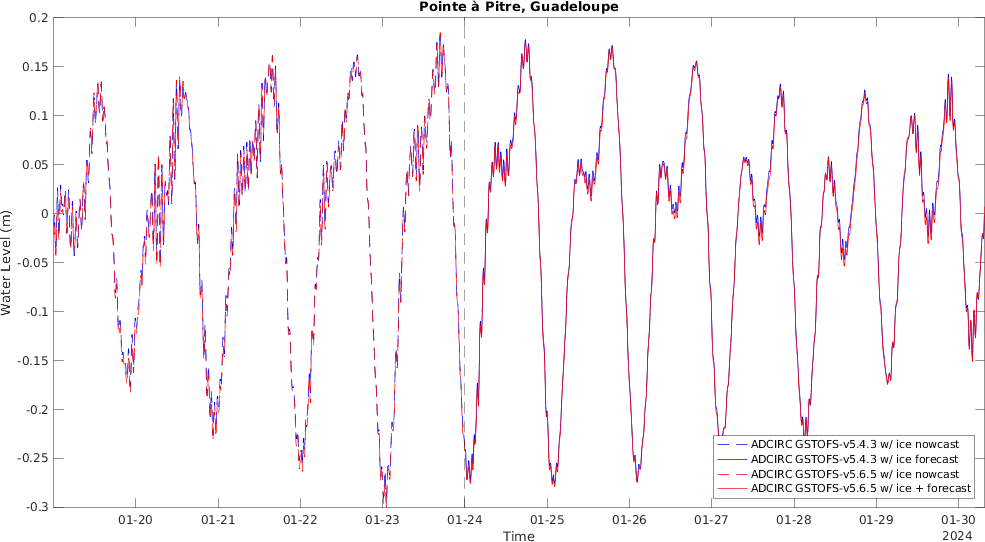 Pointe à Pitre, Guadeloupe
0.2
0.15
0.1
0.05
0
-0.05
-0.1
-0.15
-0.2
-0.25
-0.3
Water Level (m)
ADCIRC GSTOFS-v5.4.3 w/ ice nowcast
ADCIRC GSTOFS-v5.4.3 w/ ice forecast
ADCIRC GSTOFS-v5.6.5 w/ ice nowcast
ADCIRC GSTOFS-v5.6.5 w/ ice + forecast
01-20 01-21 01-22 01-23 01-24 01-25 01-26 01-27 01-28 01-29 01-30
Time
2024